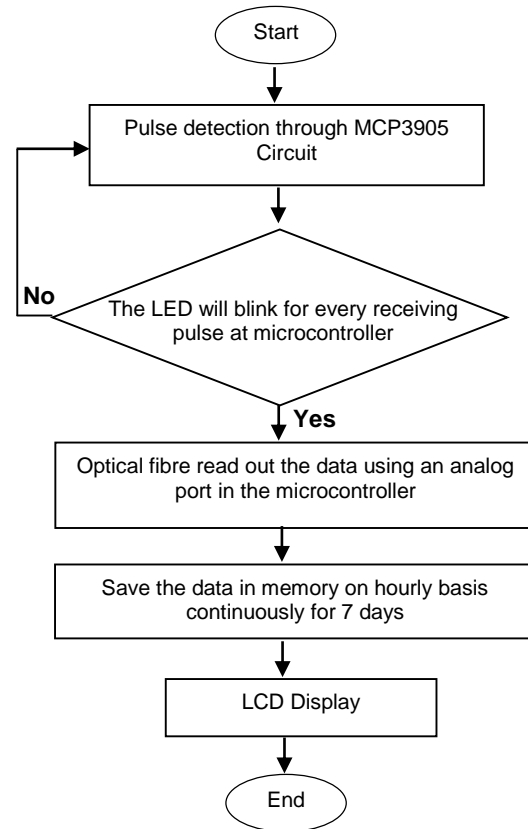 Start
Pulse detection through MCP3905
Circuit
No
The LED will blink for every receiving
pulse at microcontroller
Yes
Optical fibre read out the data using an analog
port in the microcontroller
Save the data in memory on hourly basis
continuously for 7 days
LCD Display
End